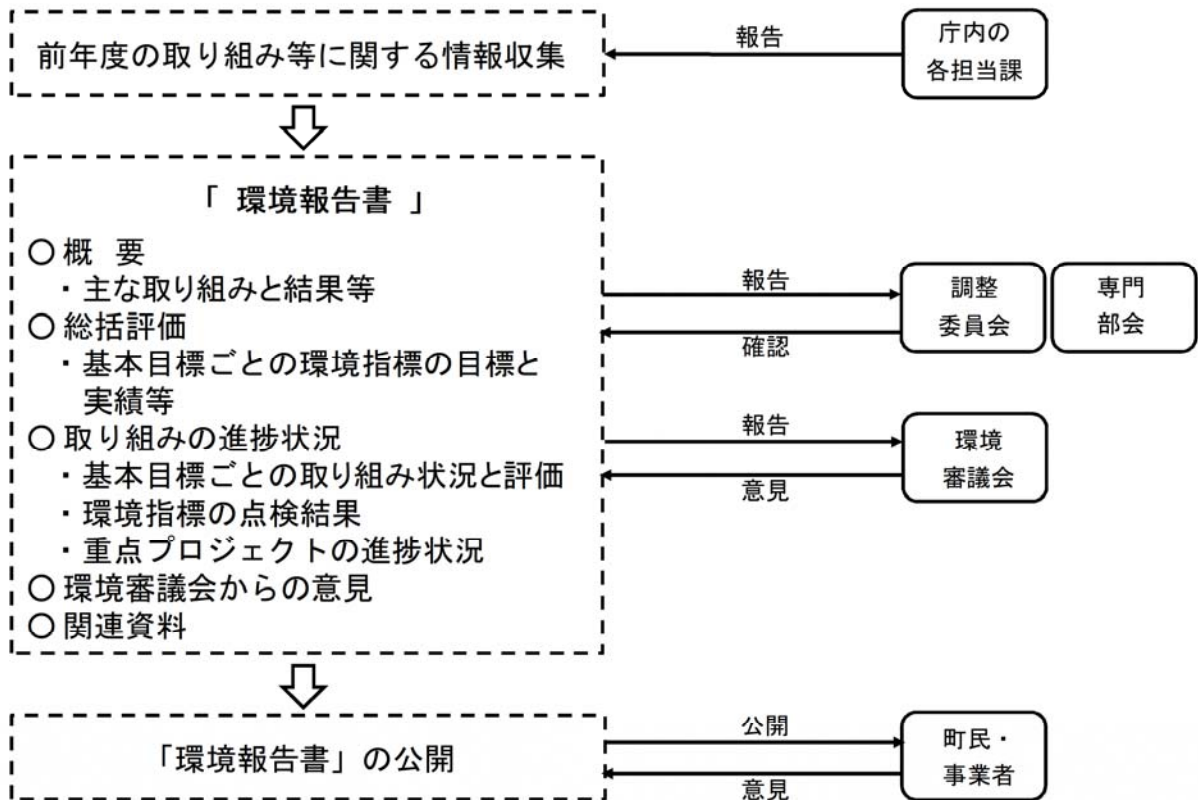 前年度の取り組み等に関する情報収集
報告
庁内の
各担当課
「 環境報告書 」
○ 概　要
・ 主な取り組みと結果等
○ 総括評価
・ 基本目標ごとの環境指標の目標と
実績等
○ 取り組みの進捗状況
・ 基本目標ごとの取り組み状況と評価
・ 環境指標の点検結果
・ 重点プロジェクトの進捗状況
○ 環境審議会からの意見
○ 関連資料
報告
確認
調整
委員会
専門
部会
報告
意見
環境
審議会
「環境報告書」の公開
公開
意見
町民・
事業者